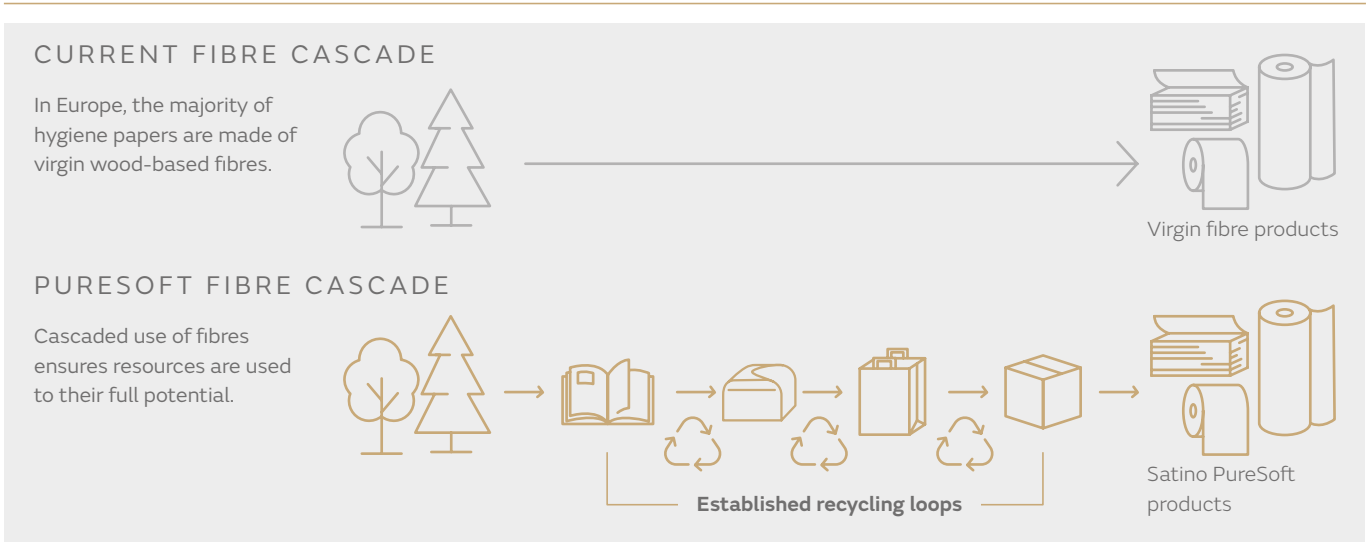 CURRENT FIBRE CASCADE
In Europe, the majority of
hygiene papers are made of
virgin wood-based fibres.
Virgin fibre products
PURESOFT FIBRE CASCADE
Cascaded use of fibres
ensures resources are used
to their full potential.
Established recycling loops
Satino PureSoft
products